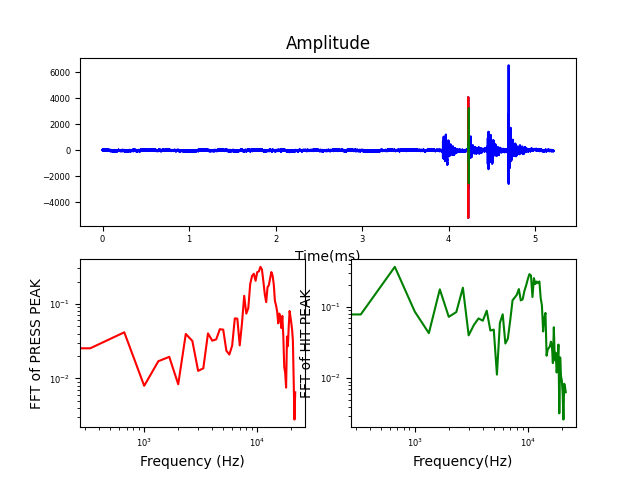 Amplitude
6000
4000
2000
0
−2000
−4000
0 1 2 3 4 5
Time(ms)
FFT of PRESS PEAK
10⁻¹
10⁻²
10³ 10⁴
Frequency (Hz)
FFT of HIT PEAK
10⁻¹
10⁻²
10³ 10⁴
Frequency(Hz)